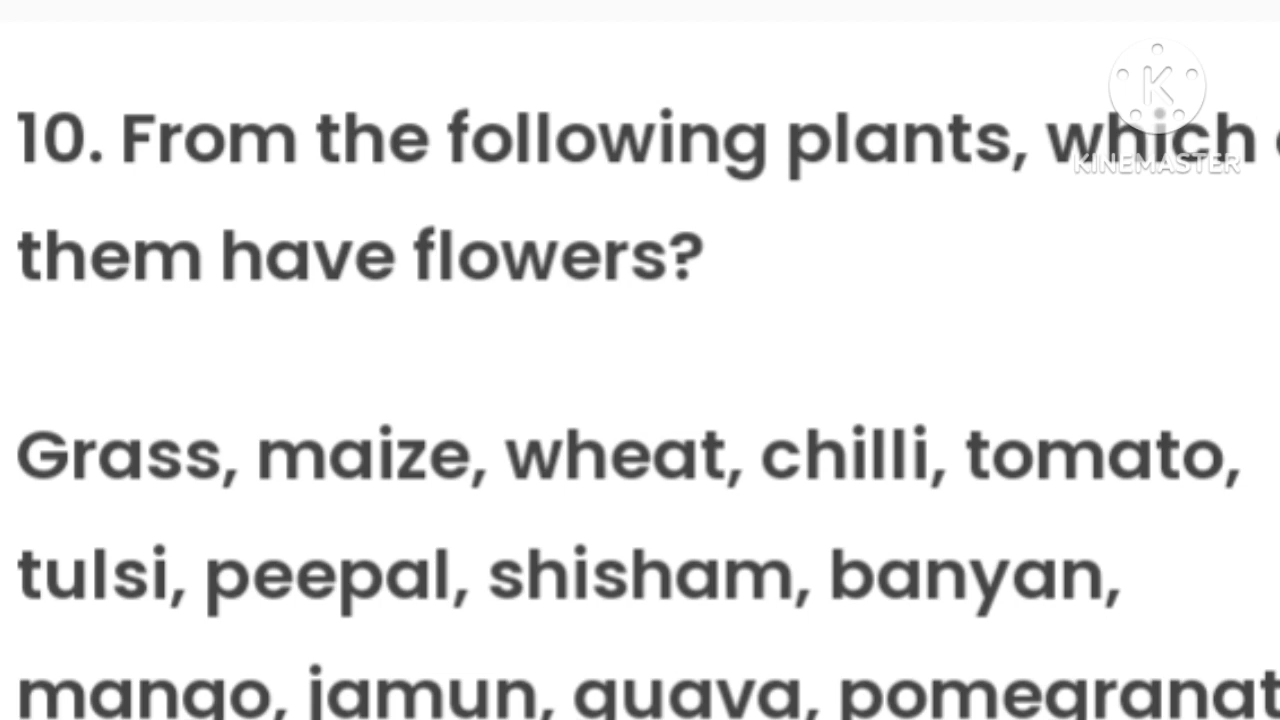 10. From the following plants, which
them have flowers?
Grass, maize, wheat, chilli, tomato,
tulsi, peepal, shisham, banyan,
mango, jamun, guava, pomegranat
K
KINEMASTER